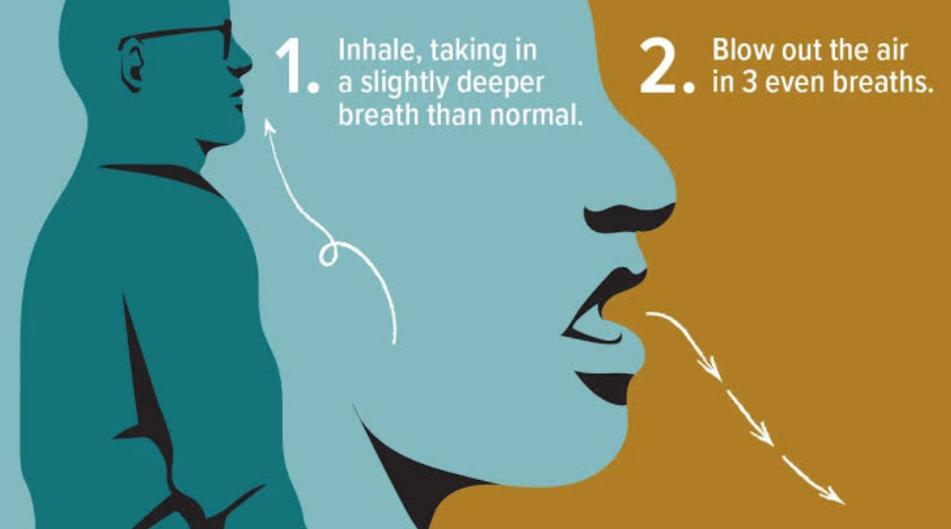 1. Inhale, taking in
a slightly deeper
breath than normal.
2. Blow out the air
in 3 even breaths.